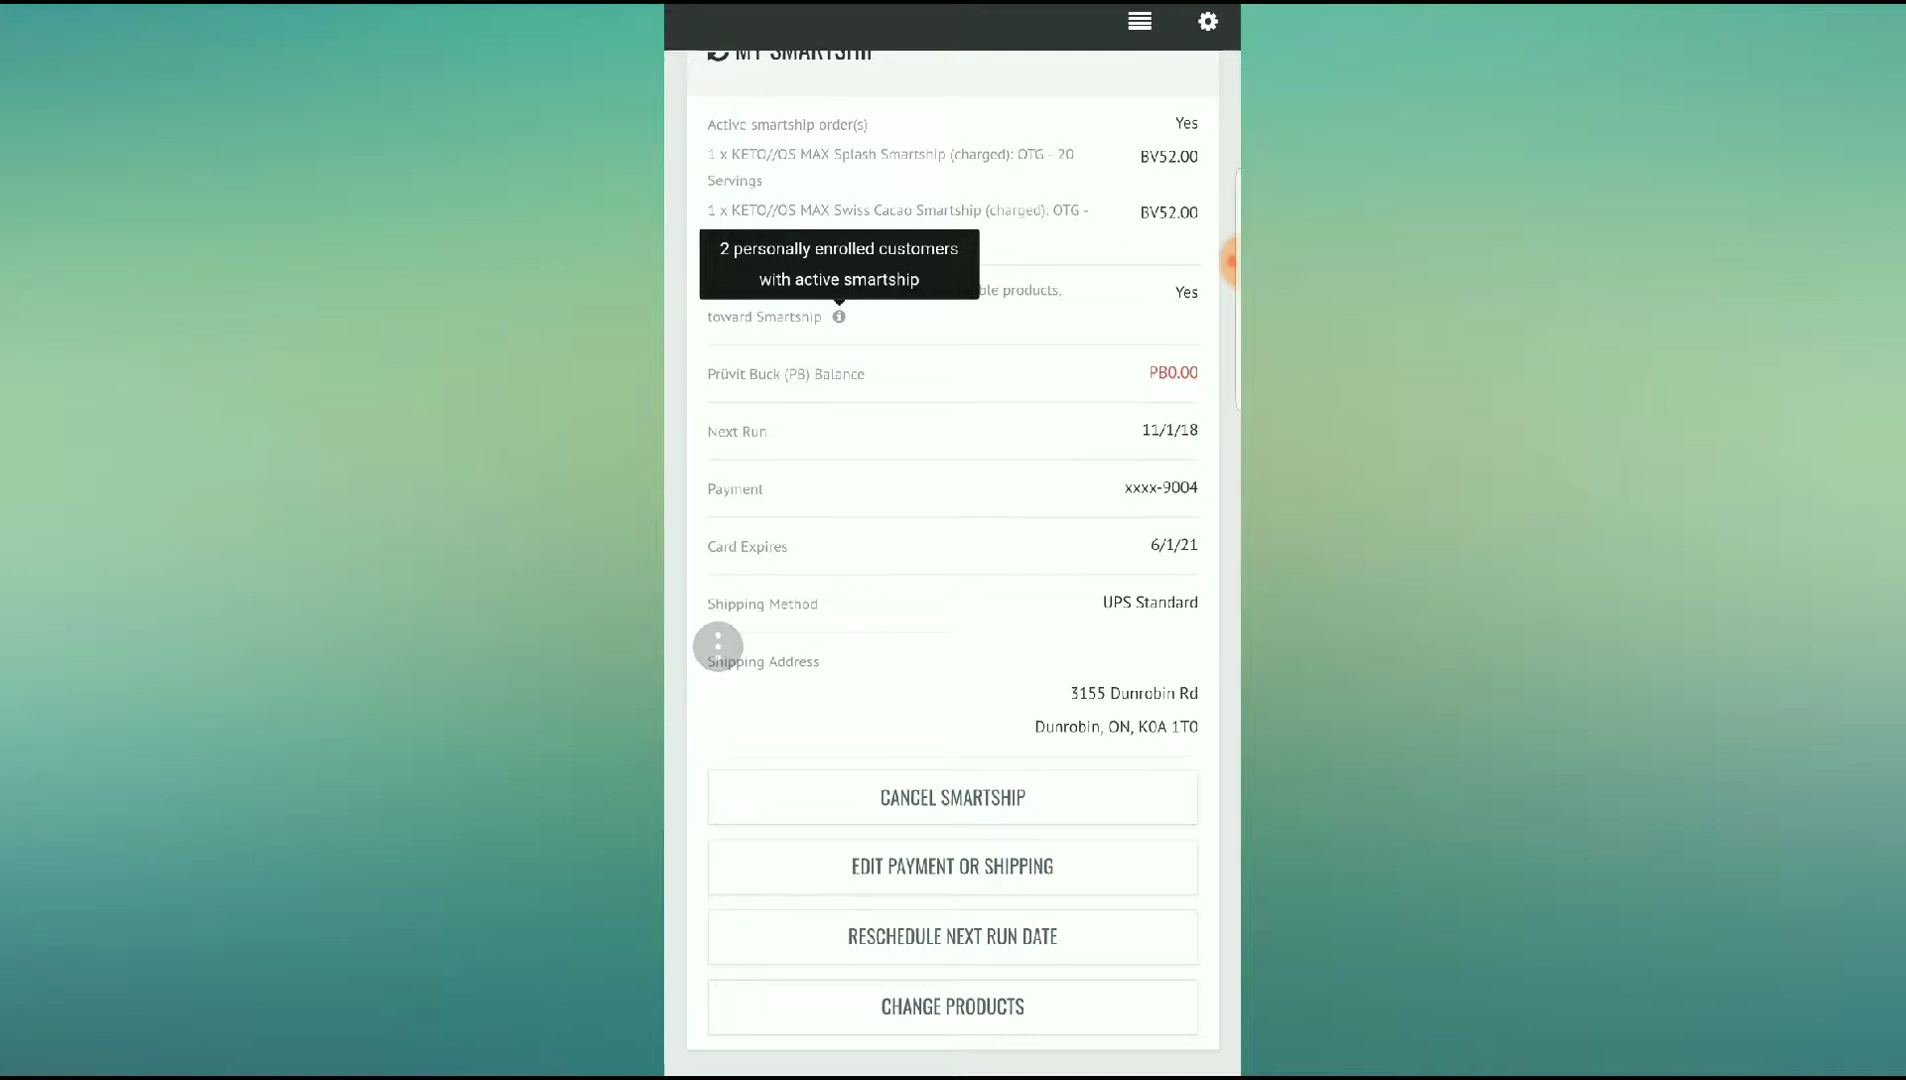 MY SMARTSHIP
Active smartship order(s) Yes
1 x KETO//OS MAX Splash Smartship (charged): OTG - 20 BV52.00
Servings
1 x KETO//OS MAX Swiss Cacao Smartship (charged): OTG - BV52.00
2 personally enrolled customers
with active smartship
ble products, Yes
toward Smartship
Prüvit Buck (PB) Balance PB0.00
Next Run 11/1/18
Payment xxxx-9004
Card Expires 6/1/21
Shipping Method UPS Standard
Shipping Address
3155 Dunrobin Rd
Dunrobin, ON, K0A 1T0
CANCEL SMARTSHIP
EDIT PAYMENT OR SHIPPING
RESCHEDULE NEXT RUN DATE
CHANGE PRODUCTS